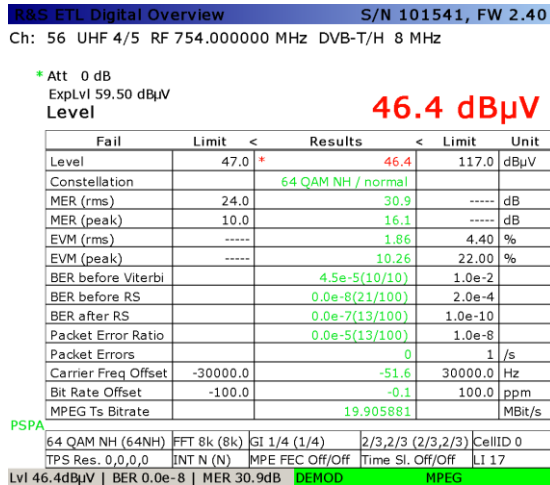 R&S ETL Digital Overview S/N 101541, FW 2.40
Ch: 56 UHF 4/5 RF 754.000000 MHz DVB-T/H 8 MHz
* Att 0 dB
ExpLvl 59.50 dBµV
Level 46.4 dBµV
Fail Limit < Results < Limit Unit
Level 47.0 * 46.4 117.0 dBµV
Constellation 64 QAM NH / normal
MER (rms) 24.0 30.9 ----- dB
MER (peak) 10.0 16.1 ----- dB
EVM (rms) ----- 1.86 4.40 %
EVM (peak) ----- 10.26 22.00 %
BER before Viterbi 4.5e-5(10/10) 1.0e-2
BER before RS 0.0e-8(21/100) 2.0e-4
BER after RS 0.0e-7(13/100) 1.0e-10
Packet Error Ratio 0.0e-5(13/100) 1.0e-8
Packet Errors 0 1 /s
Carrier Freq Offset -30000.0 -51.6 30000.0 Hz
Bit Rate Offset -100.0 -0.1 100.0 ppm
MPEG Ts Bitrate 19.905881 MBit/s
PSPA
64 QAM NH (64NH) FFT 8k (8k) GI 1/4 (1/4) 2/3,2/3 (2/3,2/3) CellID 0
TPS Res. 0,0,0,0 INT N (N) MPE FEC Off/Off Time Sl. Off/Off LI 17
Lvl 46.4dBµV | BER 0.0e-8 | MER 30.9dB DEMOD MPEG